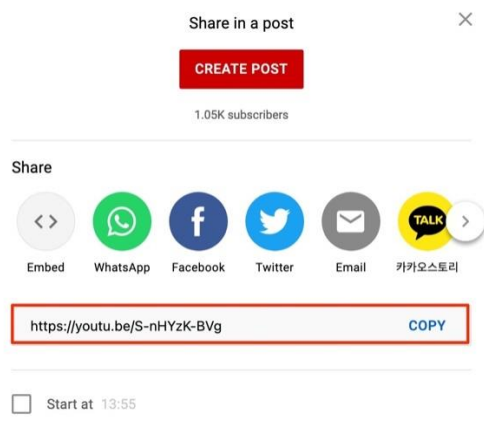 Share in a post
CREATE POST
1.05K subscribers
Share
TALK
Embed WhatsApp Facebook Twitter Email 카카오스토리
https://youtu.be/S-nHYzK-BVg COPY
Start at 13:55